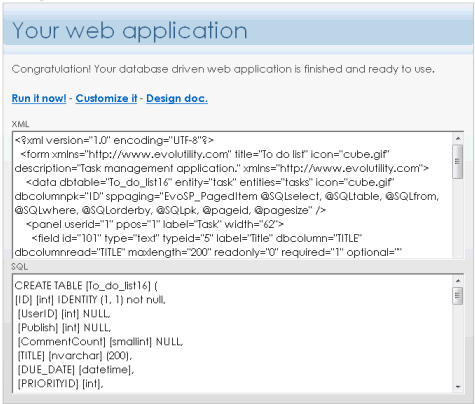 Your web application
Congratulation! Your database driven web application is finished and ready to use.
Run it now! - Customize it - Design doc.
XML
<?xml version="1.0" encoding="UTF-8"?>
<form xmlns="http://www.evolutility.com" title="To do list" icon="cube.gif"
description="Task management application." xmlns="http://www.evolutility.com">
<data dbtable="To_do_list16" entity="task" entities="tasks" icon="cube.gif"
dbcolumnpk="ID" sppaging="EvoSP_PagedItem @SQLselect, @SQLtable, @SQLfrom,
@SQLwhere, @SQLorderby, @SQLpk, @pageid, @pagesize" />
<panel userid="1" ppos="1" label="Task" width="62">
<field id="101" type="text" typeid="5" label="Title" dbcolumn="TITLE"
dbcolumnread="TITLE" maxlength="200" readonly="0" required="1" optional=""
SQL
CREATE TABLE [To_do_list16] (
[ID] [int] IDENTITY (1, 1) not null,
[UserID] [int] NULL,
[Publish] [int] NULL,
[CommentCount] [smallint] NULL,
[TITLE] [nvarchar] (200),
[DUE_DATE] [datetime],
[PRIORITYID] [int],